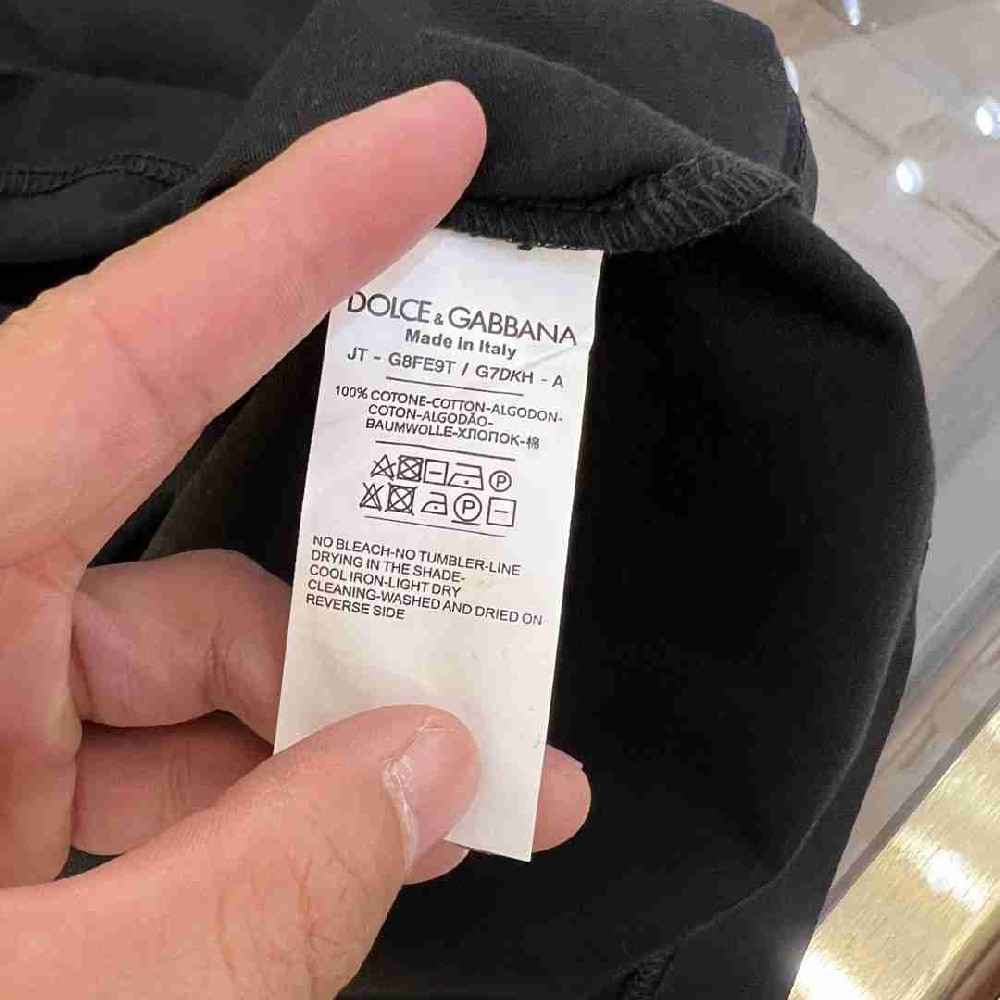 DOLCE & GABBANA
Made in Italy
JT - G8FE9T / G7DKH - A
100% COTONE-COTTON-ALGODON-
COTON-ALGODÃO-
BAUMWOLLE-ХЛОПОК-棉
P
P
NO BLEACH-NO TUMBLER-LINE
DRYING IN THE SHADE-
COOL IRON-LIGHT DRY
CLEANING-WASHED AND DRIED ON
REVERSE SIDE